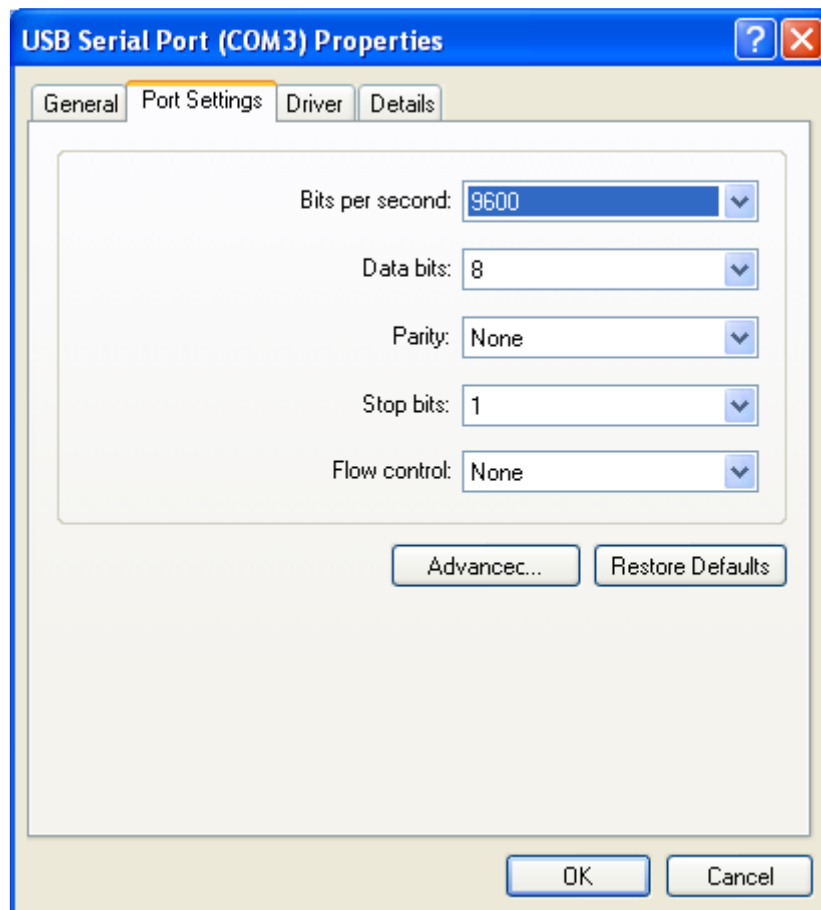 USB Serial Port (COM3) Properties
General Port Settings Driver Details
Bits per second: 9600
Data bits: 8
Parity: None
Stop bits: 1
Flow control: None
Advancec... Restore Defaults
OK Cancel